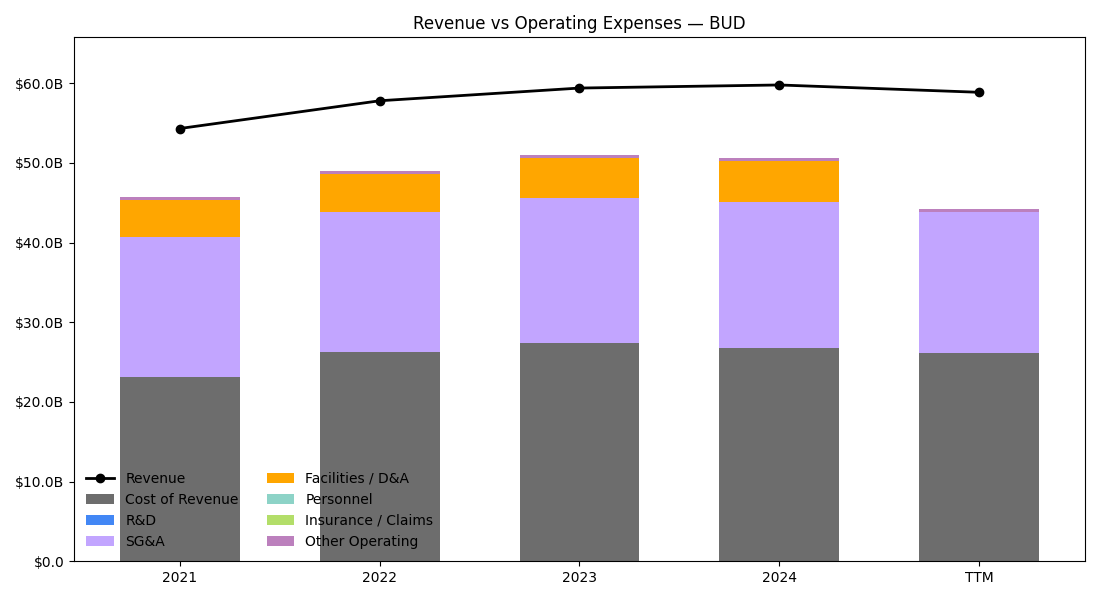 Revenue vs Operating Expenses — BUD
$60.0B
$50.0B
$40.0B
$30.0B
$20.0B
$10.0B
$0.0
Revenue
Cost of Revenue
R&D
SG&A
Facilities / D&A
Personnel
Insurance / Claims
Other Operating
2021
2022
2023
2024
TTM